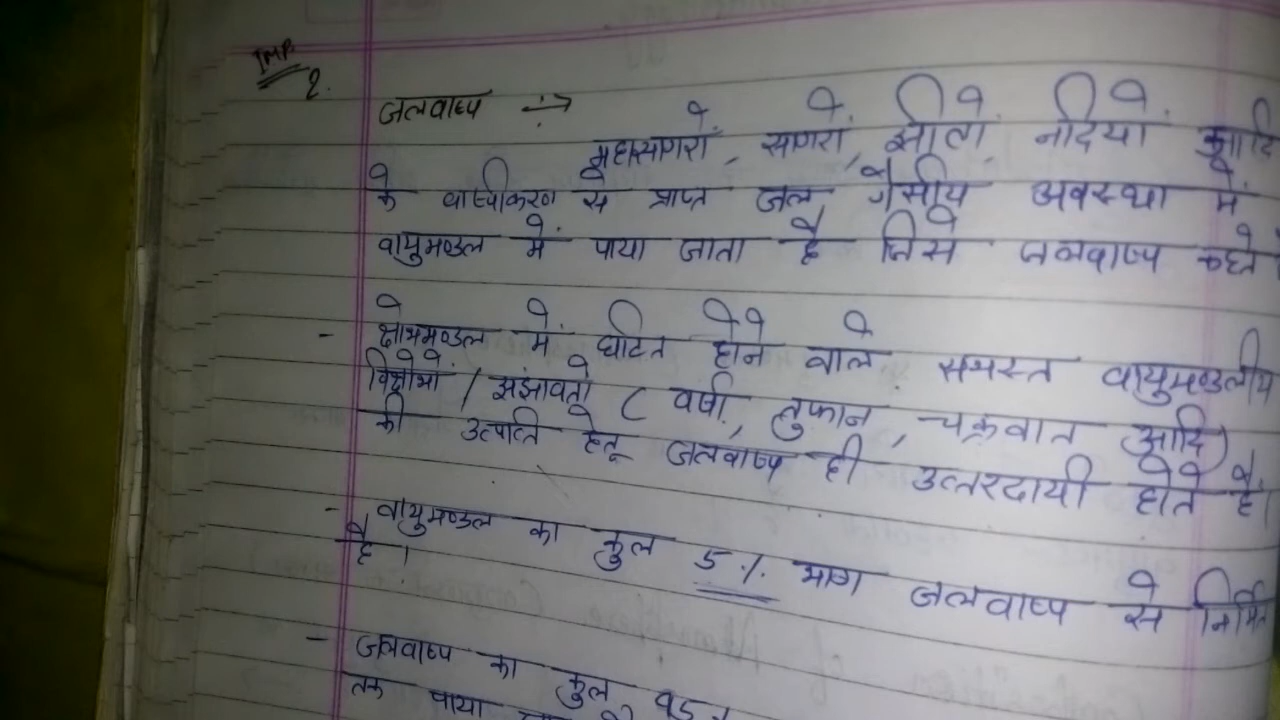 IMP.
2.
जलवाष्प ÷→
महासागरों, सागरों, झीलों नदियों आदि
के वाष्पीकरण से प्राप्त जल गैसीय अवस्था में
वायुमण्डल में पाया जाता है जिसे जलवाष्प कहते
- क्षोभमण्डल में घटित होने वाले समस्त वायुमण्डलीय
विक्षोभों / झंझावतो ( वर्षा, तुफान, चक्रवात आदि)
की उत्पत्ति हेतू जलवाष्प ही उत्तरदायी होते है।
- वायुमण्डल का कुल 5% भाग जलवाष्प से निर्मित
है।
- जलवाष्प का कुल
तक पाया